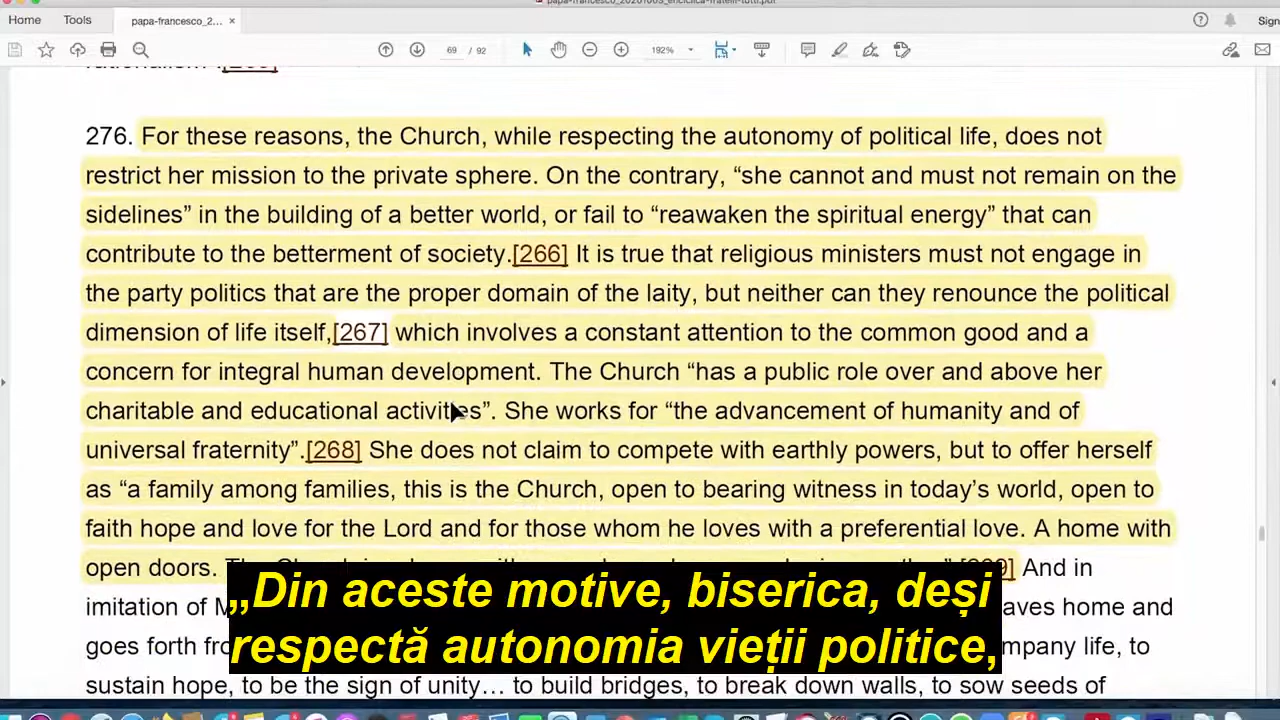 papa-francesco_20201003_enciclica-fratelli-tutti.pdf
Home Tools papa-francesco_2... × Sign
69 / 92 192%
276. For these reasons, the Church, while respecting the autonomy of political life, does not
restrict her mission to the private sphere. On the contrary, “she cannot and must not remain on the
sidelines” in the building of a better world, or fail to “reawaken the spiritual energy” that can
contribute to the betterment of society.[266] It is true that religious ministers must not engage in
the party politics that are the proper domain of the laity, but neither can they renounce the political
dimension of life itself,[267] which involves a constant attention to the common good and a
concern for integral human development. The Church “has a public role over and above her
charitable and educational activities”. She works for “the advancement of humanity and of
universal fraternity”.[268] She does not claim to compete with earthly powers, but to offer herself
as “a family among families, this is the Church, open to bearing witness in today’s world, open to
faith hope and love for the Lord and for those whom he loves with a preferential love. A home with
open doors. And in
imitation of home and
goes forth life, to
sustain hope, to be the sign of unity… to build bridges, to break down walls, to sow seeds of
„Din aceste motive, biserica, deși
respectă autonomia vieții politice,